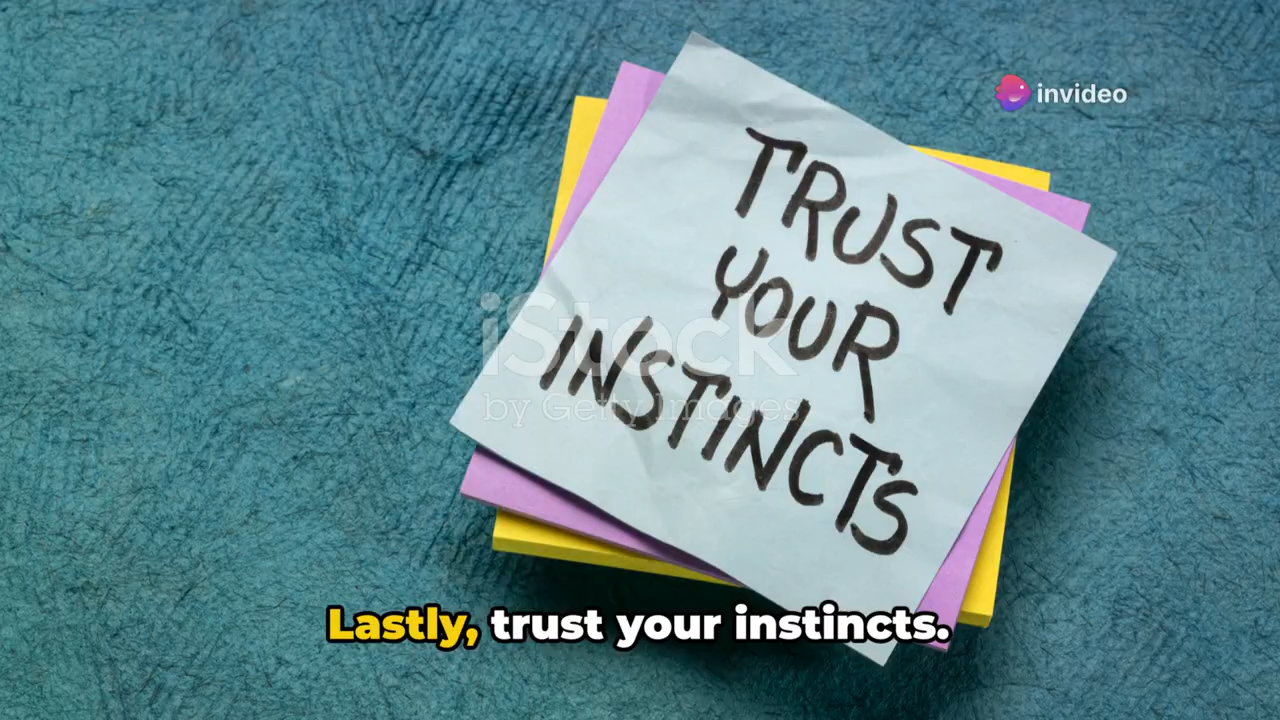 invideo
TRUST
YOUR
INSTINCTS
iStock
by Getty Images
Lastly, trust your instincts.